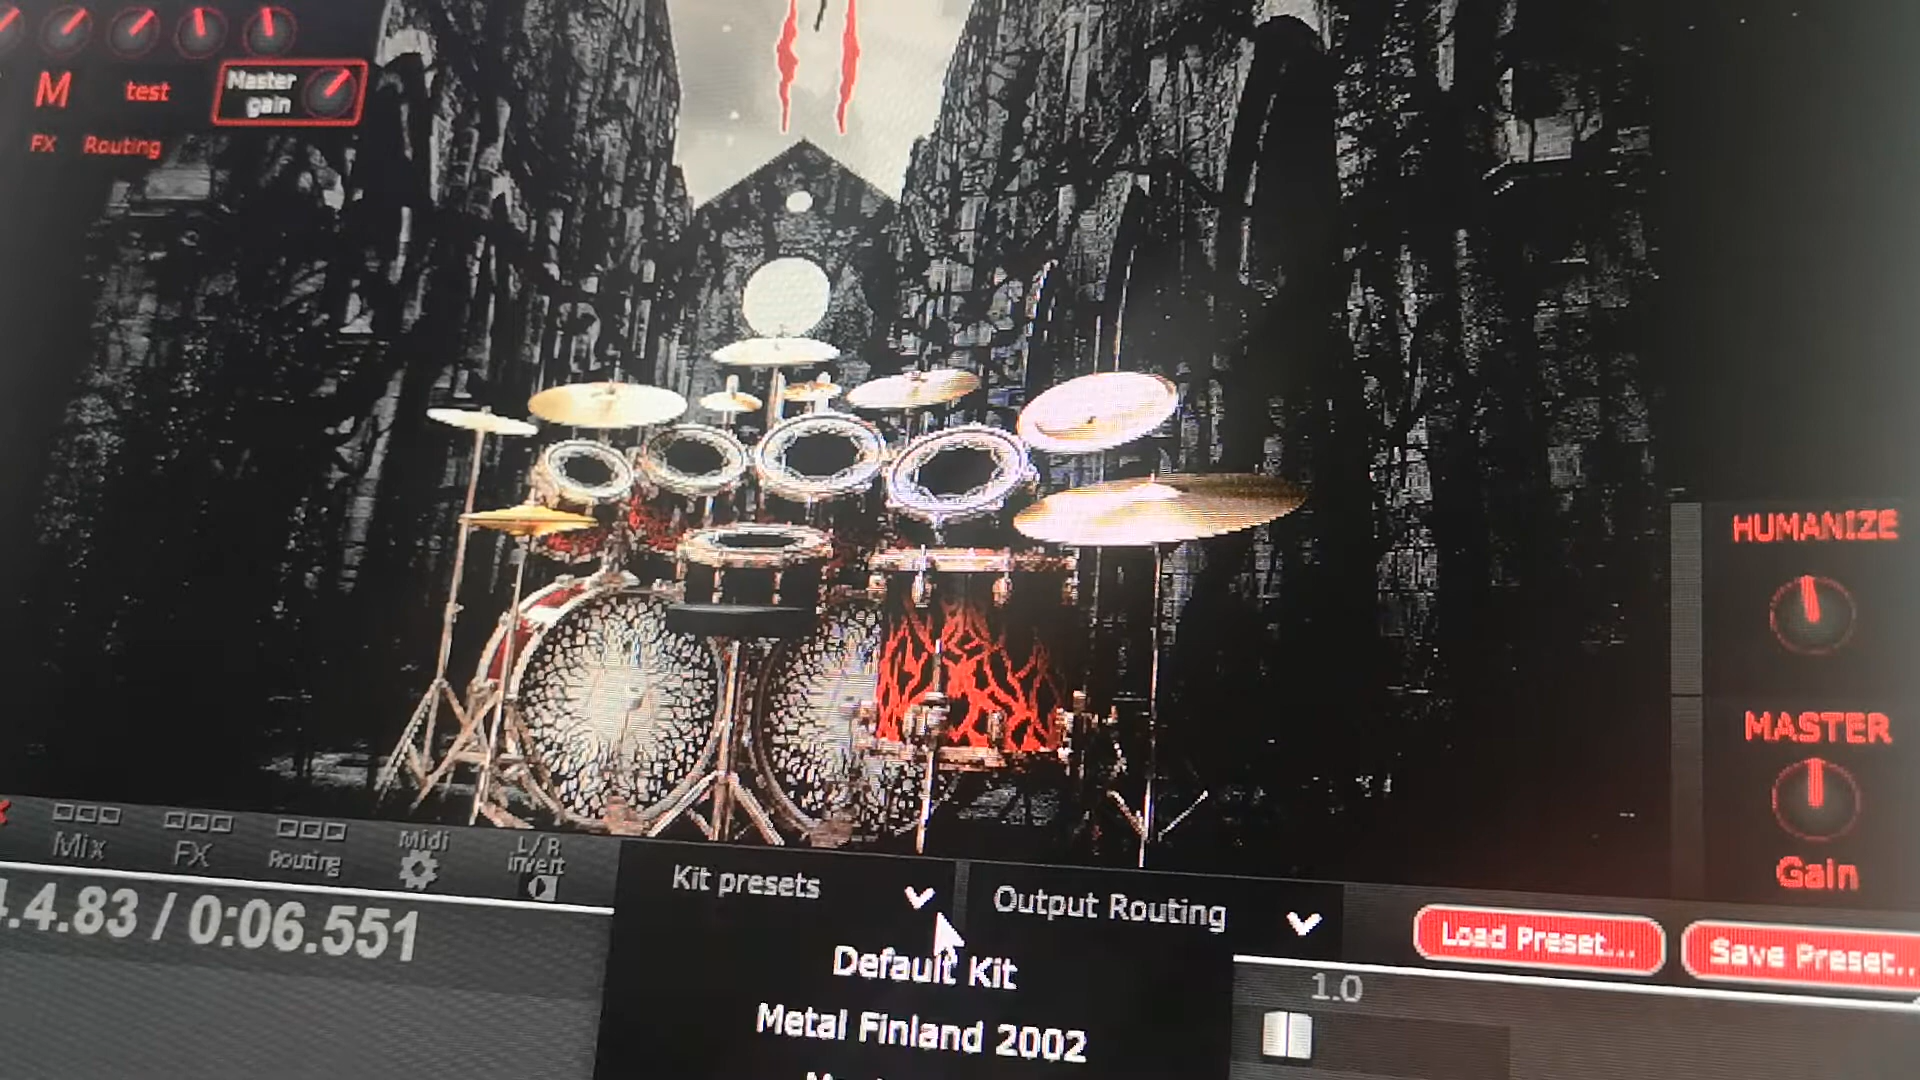 M
test
Master
gain
FX
Routing
HUMANIZE
MASTER
Gain
Mix
FX
Routing
Midi
L/R
invert
4.4.83 / 0:06.551
Kit presets
Output Routing
Load Preset...
Save Preset...
Default Kit
1.0
Metal Finland 2002